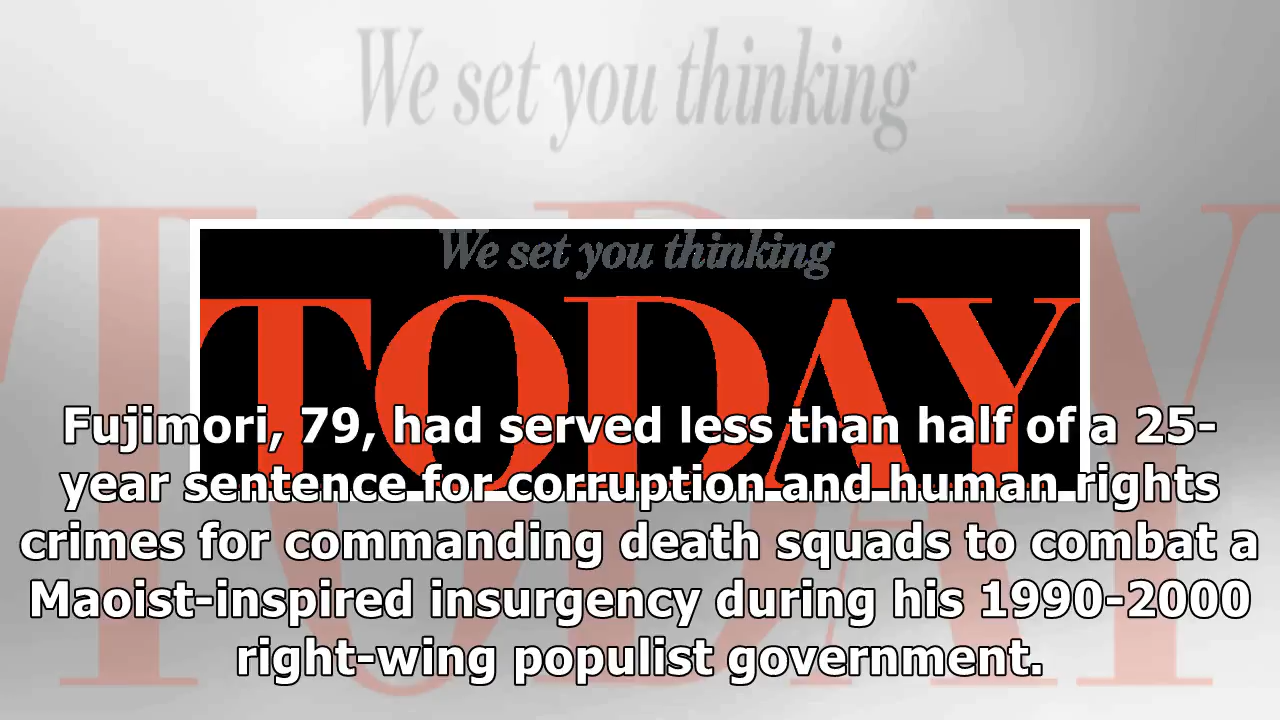 We set you thinking
TODAY
We set you thinking
TODAY
Fujimori, 79, had served less than half of a 25-
year sentence for corruption and human rights
crimes for commanding death squads to combat a
Maoist-inspired insurgency during his 1990-2000
right-wing populist government.